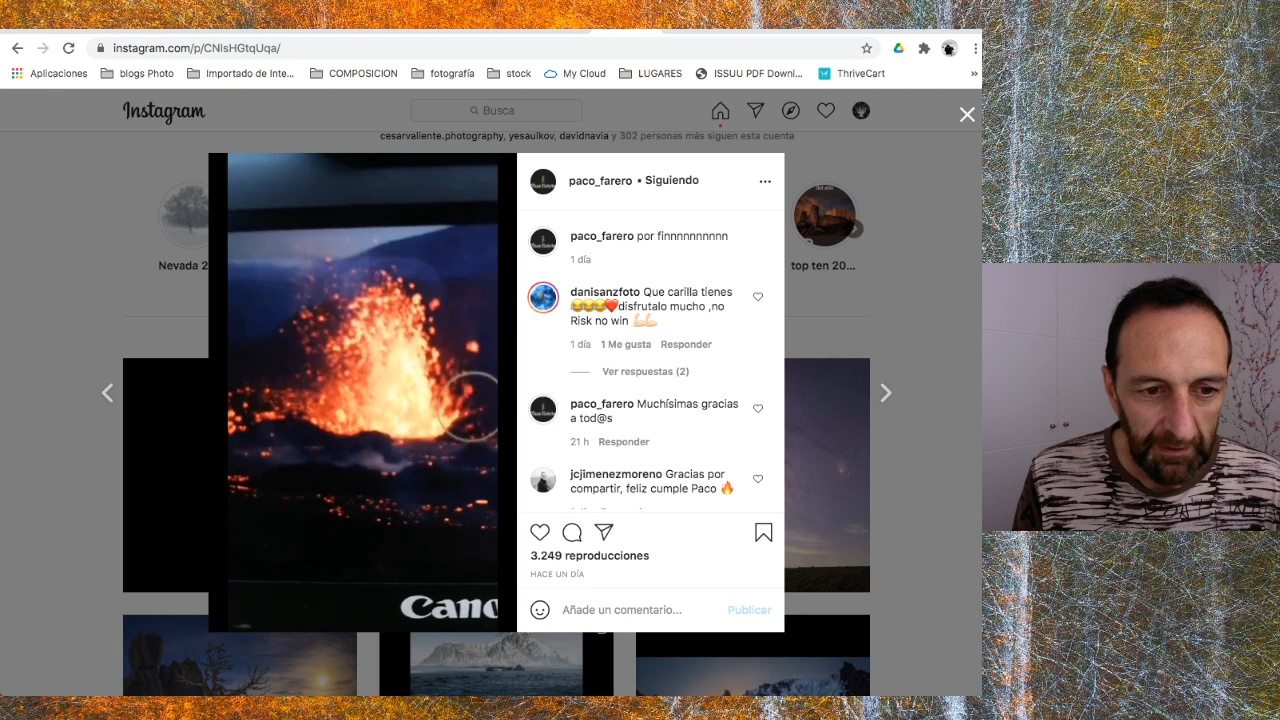 instagram.com/p/CNIsHGtqUqa/
Aplicaciones
blogs Photo
Importado de Inte...
COMPOSICION
fotografía
stock
My Cloud
LUGARES
ISSUU PDF Downl...
ThriveCart
»
Instagram
Busca
cesarvaliente.photography, yesaulkov, davidnavia y 302 personas más siguen esta cuenta
paco_farero • Siguiendo
paco_farero por finnnnnnnnnn
1 día
danisanzfoto Que carilla tienes
😂😂😂❤️disfrutalo mucho ,no
Risk no win 💪🏻💪🏻
1 día 1 Me gusta Responder
Ver respuestas (2)
paco_farero Muchísimas gracias
a tod@s
21 h Responder
jcjimenezmoreno Gracias por
compartir, feliz cumple Paco 🔥
3.249 reproducciones
HACE UN DÍA
Añade un comentario...
Publicar
Nevada 2
del año
top ten 20...
Cano